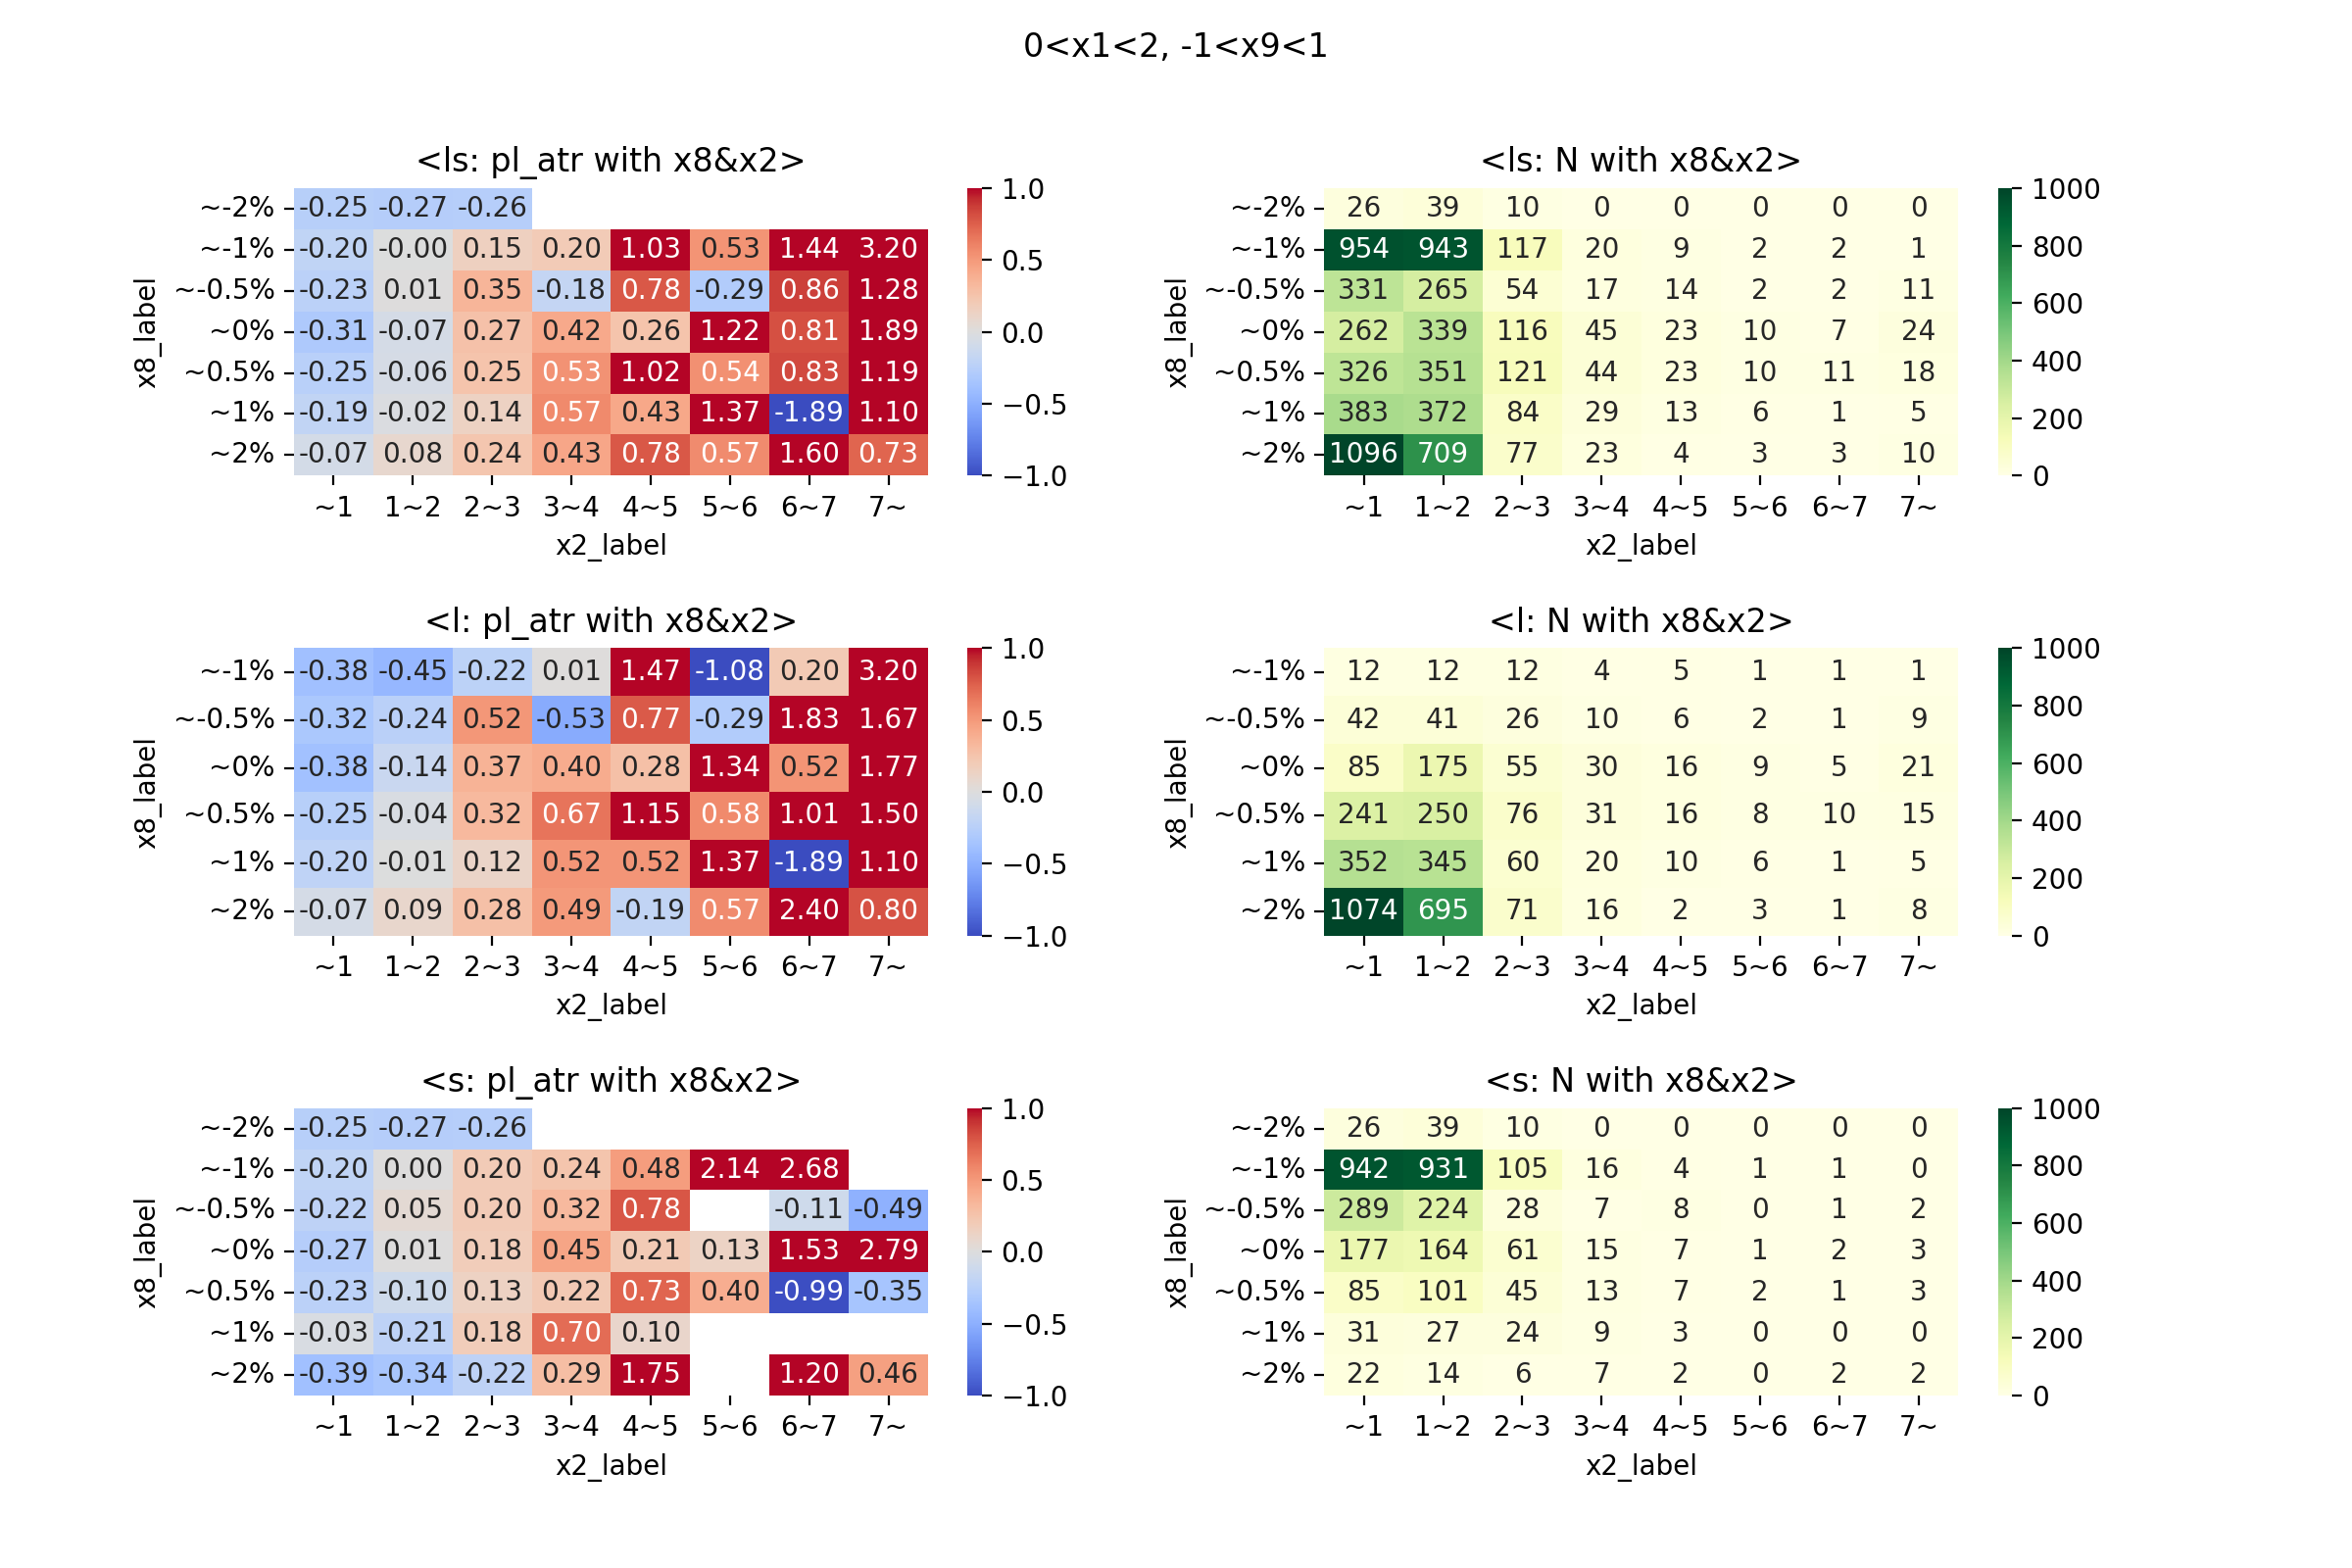 0<x1<2, -1<x9<1
<ls: pl_atr with x8&x2>
x8_label
~-2% -0.25 -0.27 -0.26
~-1% -0.20 -0.00 0.15 0.20 1.03 0.53 1.44 3.20
~-0.5% -0.23 0.01 0.35 -0.18 0.78 -0.29 0.86 1.28
~0% -0.31 -0.07 0.27 0.42 0.26 1.22 0.81 1.89
~0.5% -0.25 -0.06 0.25 0.53 1.02 0.54 0.83 1.19
~1% -0.19 -0.02 0.14 0.57 0.43 1.37 -1.89 1.10
~2% -0.07 0.08 0.24 0.43 0.78 0.57 1.60 0.73
~1 1~2 2~3 3~4 4~5 5~6 6~7 7~
x2_label
1.0
0.5
0.0
−0.5
−1.0
<ls: N with x8&x2>
x8_label
~-2% 26 39 10 0 0 0 0 0
~-1% 954 943 117 20 9 2 2 1
~-0.5% 331 265 54 17 14 2 2 11
~0% 262 339 116 45 23 10 7 24
~0.5% 326 351 121 44 23 10 11 18
~1% 383 372 84 29 13 6 1 5
~2% 1096 709 77 23 4 3 3 10
~1 1~2 2~3 3~4 4~5 5~6 6~7 7~
x2_label
1000
800
600
400
200
0
<l: pl_atr with x8&x2>
x8_label
~-1% -0.38 -0.45 -0.22 0.01 1.47 -1.08 0.20 3.20
~-0.5% -0.32 -0.24 0.52 -0.53 0.77 -0.29 1.83 1.67
~0% -0.38 -0.14 0.37 0.40 0.28 1.34 0.52 1.77
~0.5% -0.25 -0.04 0.32 0.67 1.15 0.58 1.01 1.50
~1% -0.20 -0.01 0.12 0.52 0.52 1.37 -1.89 1.10
~2% -0.07 0.09 0.28 0.49 -0.19 0.57 2.40 0.80
~1 1~2 2~3 3~4 4~5 5~6 6~7 7~
x2_label
1.0
0.5
0.0
−0.5
−1.0
<l: N with x8&x2>
x8_label
~-1% 12 12 12 4 5 1 1 1
~-0.5% 42 41 26 10 6 2 1 9
~0% 85 175 55 30 16 9 5 21
~0.5% 241 250 76 31 16 8 10 15
~1% 352 345 60 20 10 6 1 5
~2% 1074 695 71 16 2 3 1 8
~1 1~2 2~3 3~4 4~5 5~6 6~7 7~
x2_label
1000
800
600
400
200
0
<s: pl_atr with x8&x2>
x8_label
~-2% -0.25 -0.27 -0.26
~-1% -0.20 0.00 0.20 0.24 0.48 2.14 2.68
~-0.5% -0.22 0.05 0.20 0.32 0.78 -0.11 -0.49
~0% -0.27 0.01 0.18 0.45 0.21 0.13 1.53 2.79
~0.5% -0.23 -0.10 0.13 0.22 0.73 0.40 -0.99 -0.35
~1% -0.03 -0.21 0.18 0.70 0.10
~2% -0.39 -0.34 -0.22 0.29 1.75 1.20 0.46
~1 1~2 2~3 3~4 4~5 5~6 6~7 7~
x2_label
1.0
0.5
0.0
−0.5
−1.0
<s: N with x8&x2>
x8_label
~-2% 26 39 10 0 0 0 0 0
~-1% 942 931 105 16 4 1 1 0
~-0.5% 289 224 28 7 8 0 1 2
~0% 177 164 61 15 7 1 2 3
~0.5% 85 101 45 13 7 2 1 3
~1% 31 27 24 9 3 0 0 0
~2% 22 14 6 7 2 0 2 2
~1 1~2 2~3 3~4 4~5 5~6 6~7 7~
x2_label
1000
800
600
400
200
0